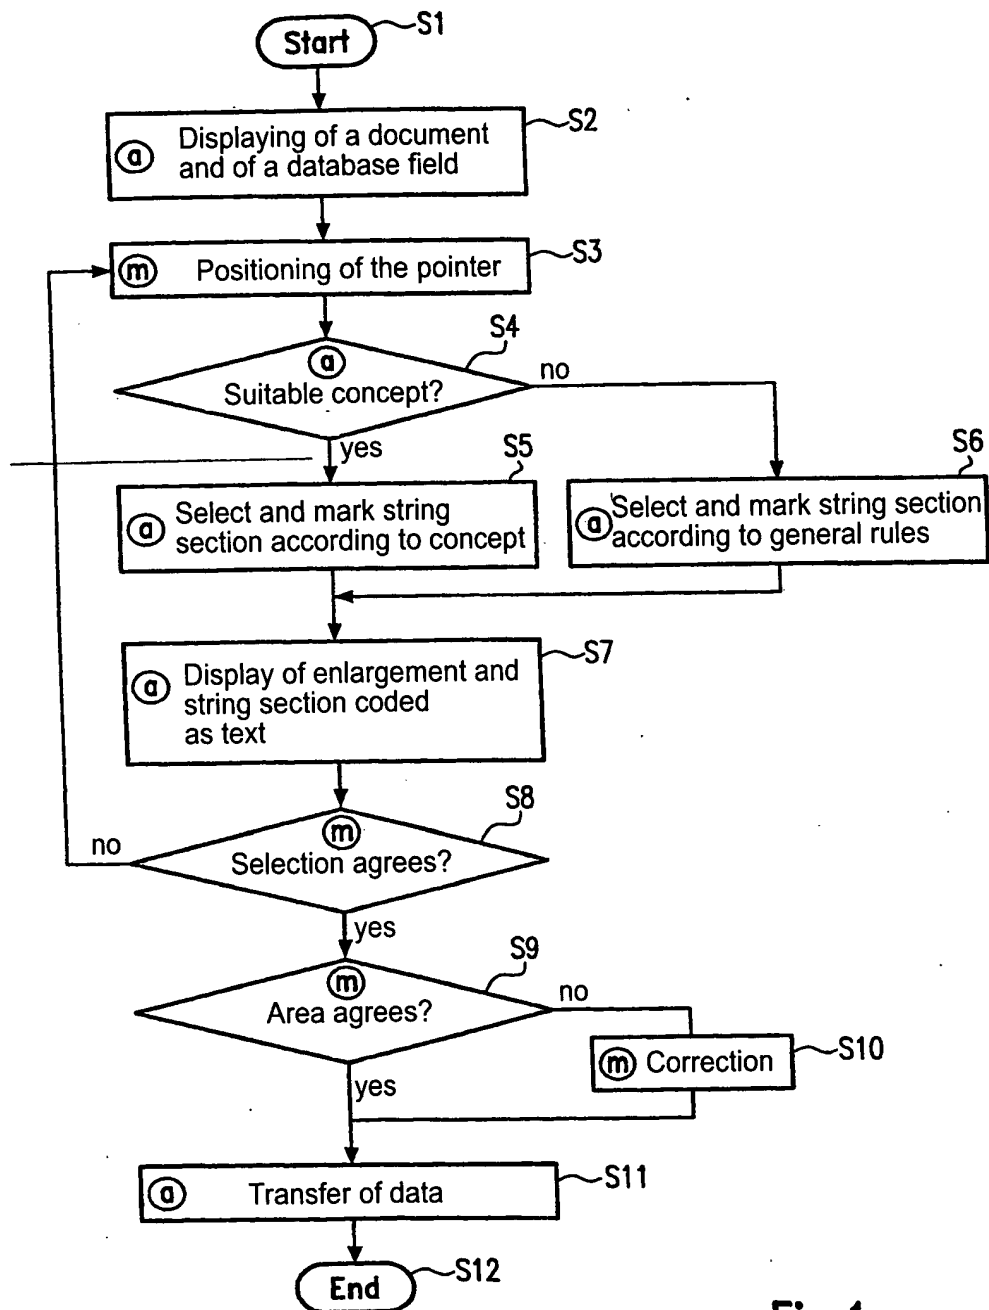 Start
S1
S2
a
Displaying of a document
and of a database field
S3
m
Positioning of the pointer
S4
a
Suitable concept?
no
yes
S5
a
Select and mark string
section according to concept
S6
a
Select and mark string section
according to general rules
S7
a
Display of enlargement and
string section coded
as text
S8
m
Selection agrees?
no
yes
S9
m
Area agrees?
no
S10
m
Correction
yes
S11
a
Transfer of data
S12
End